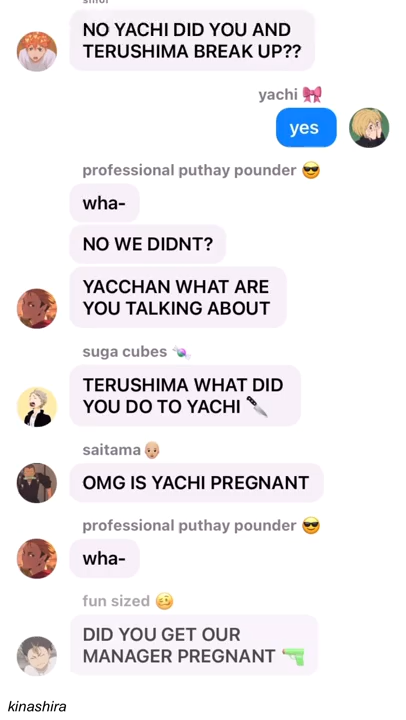 NO YACHI DID YOU AND
TERUSHIMA BREAK UP??
yachi 🎀
yes
professional puthay pounder 😎
wha-
NO WE DIDNT?
YACCHAN WHAT ARE
YOU TALKING ABOUT
suga cubes 🍬
TERUSHIMA WHAT DID
YOU DO TO YACHI 🔪
saitama 👨🏼‍🦲
OMG IS YACHI PREGNANT
professional puthay pounder 😎
wha-
fun sized 🥴
DID YOU GET OUR
MANAGER PREGNANT 🔫
kinashira